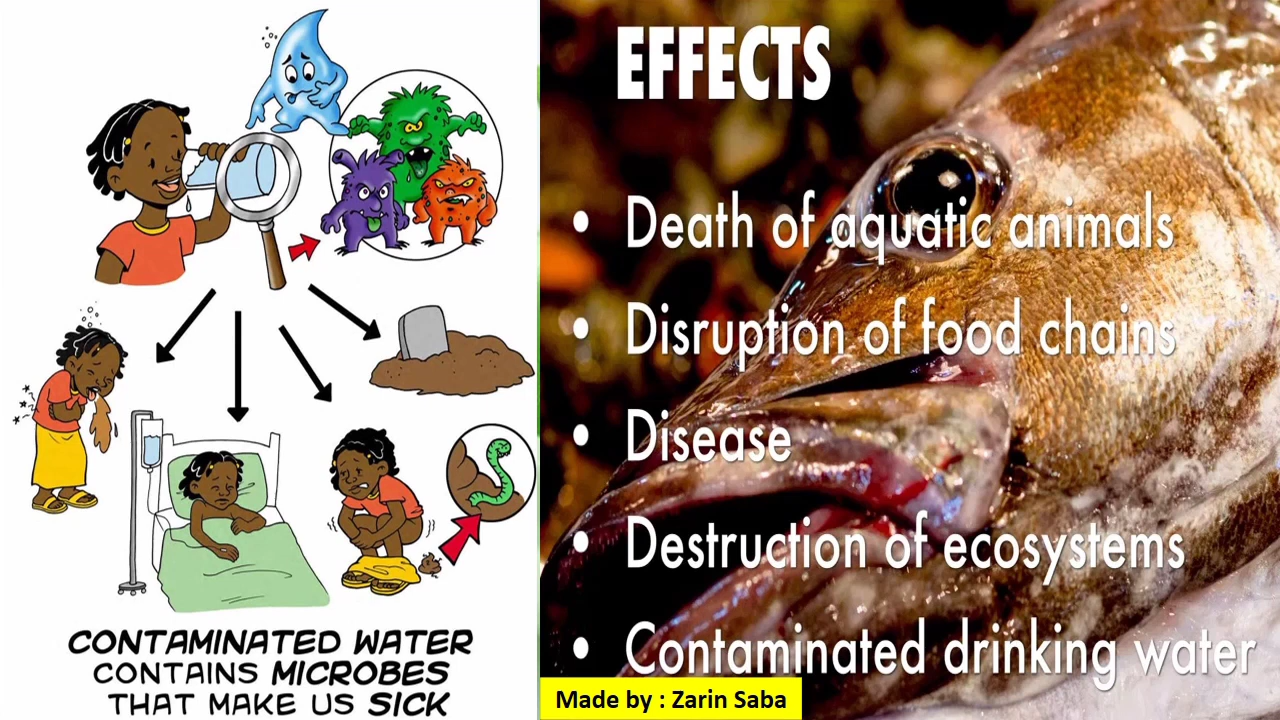 CONTAMINATED WATER
CONTAINS MICROBES
THAT MAKE US SICK
EFFECTS
• Death of aquatic animals
• Disruption of food chains
• Disease
• Destruction of ecosystems
• Contaminated drinking water
Made by : Zarin Saba